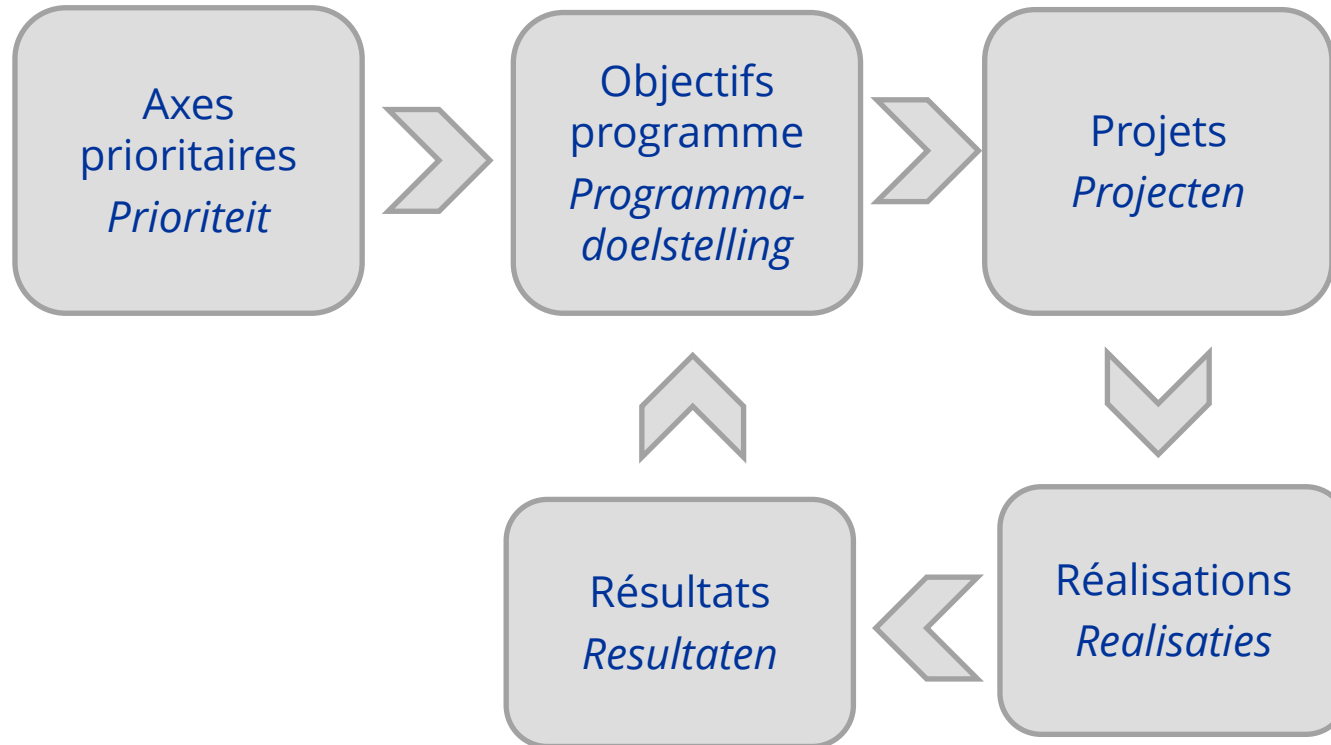 Axes
prioritaires
Prioriteit
Objectifs
programme
Programma-
doelstelling
Projets
Projecten
Résultats
Resultaten
Réalisations
Realisaties